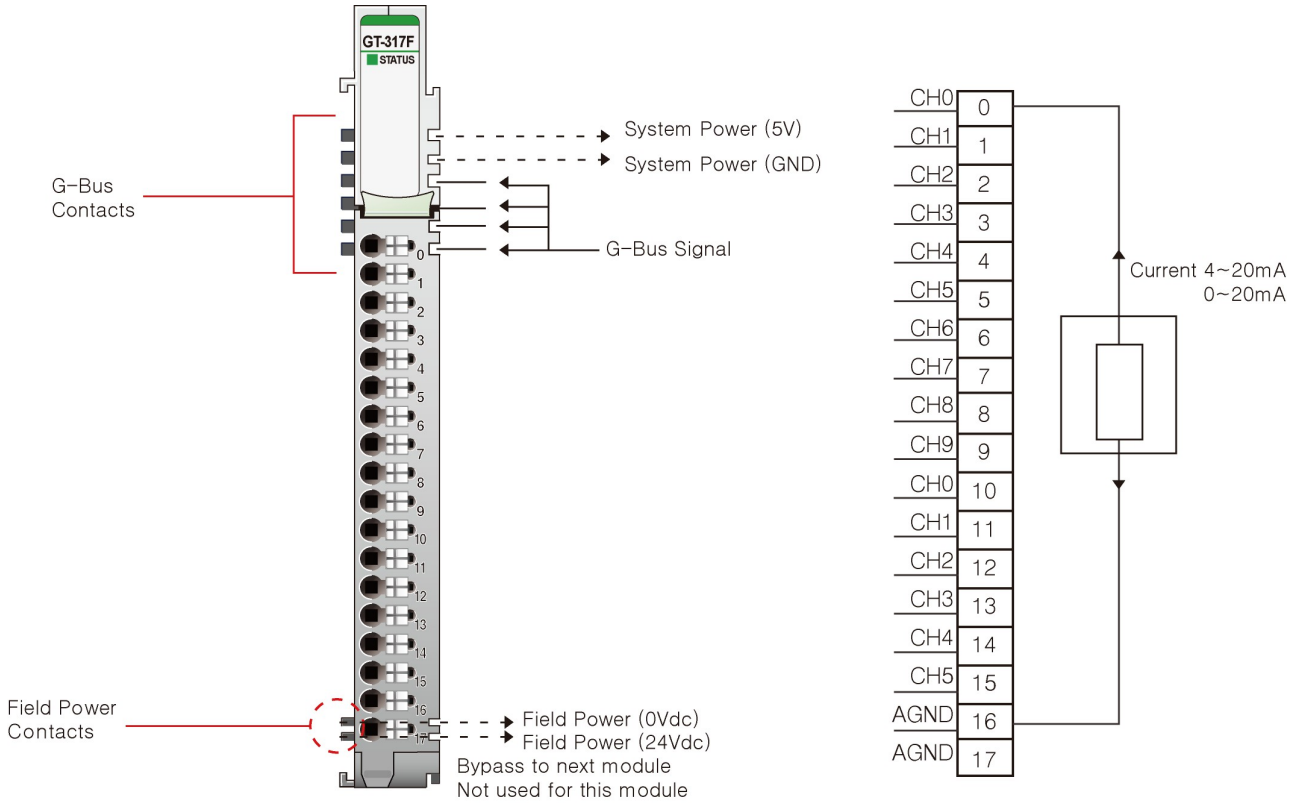 GT-317F
STATUS
System Power (5V)
System Power (GND)
G-Bus
Contacts
G-Bus Signal
0
1
2
3
4
5
6
7
8
9
10
11
12
13
14
15
16
17
Field Power
Contacts
Field Power (0Vdc)
Field Power (24Vdc)
Bypass to next module
Not used for this module
CH0 0
CH1 1
CH2 2
CH3 3
CH4 4
CH5 5
CH6 6
CH7 7
CH8 8
CH9 9
CH0 10
CH1 11
CH2 12
CH3 13
CH4 14
CH5 15
AGND 16
AGND 17
Current 4~20mA
0~20mA